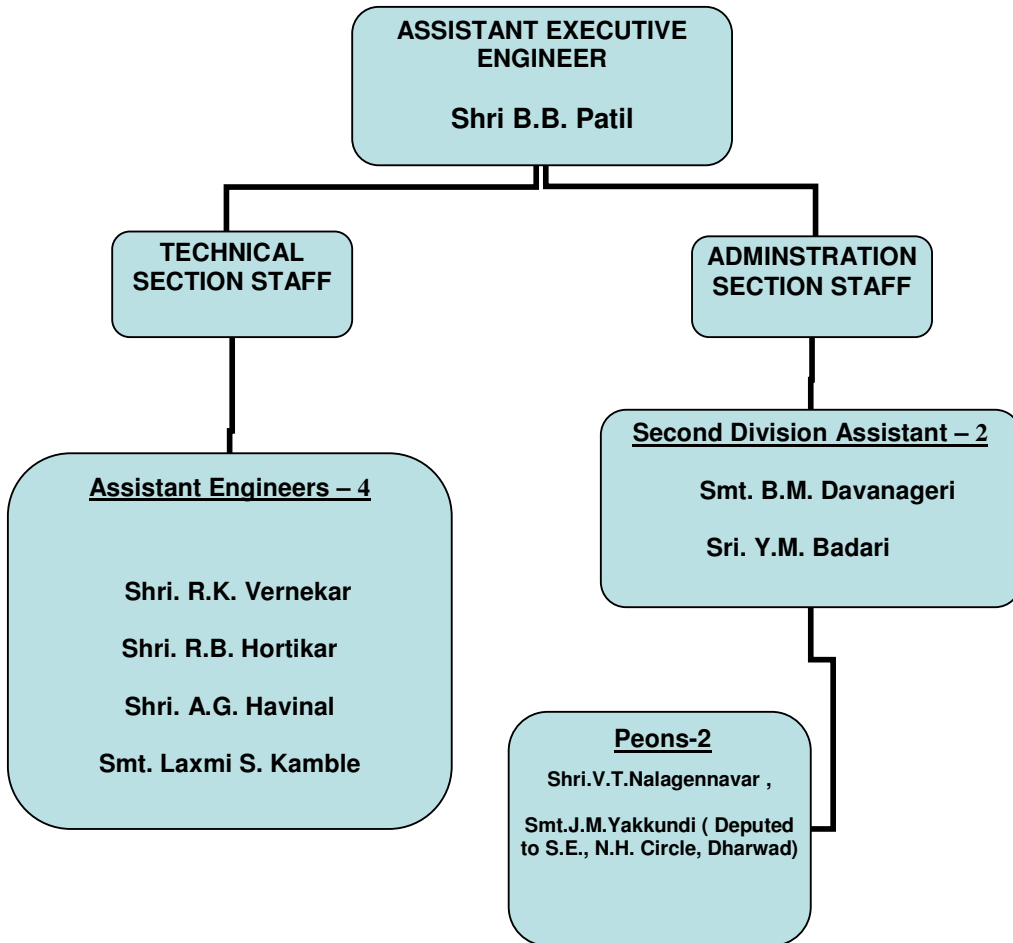 ASSISTANT EXECUTIVE
ENGINEER
Shri B.B. Patil
TECHNICAL
SECTION STAFF
ADMINSTRATION
SECTION STAFF
Assistant Engineers – 4
Shri. R.K. Vernekar
Shri. R.B. Hortikar
Shri. A.G. Havinal
Smt. Laxmi S. Kamble
Second Division Assistant – 2
Smt. B.M. Davanageri
Sri. Y.M. Badari
Peons-2
Shri.V.T.Nalagennavar ,
Smt.J.M.Yakkundi ( Deputed
to S.E., N.H. Circle, Dharwad)